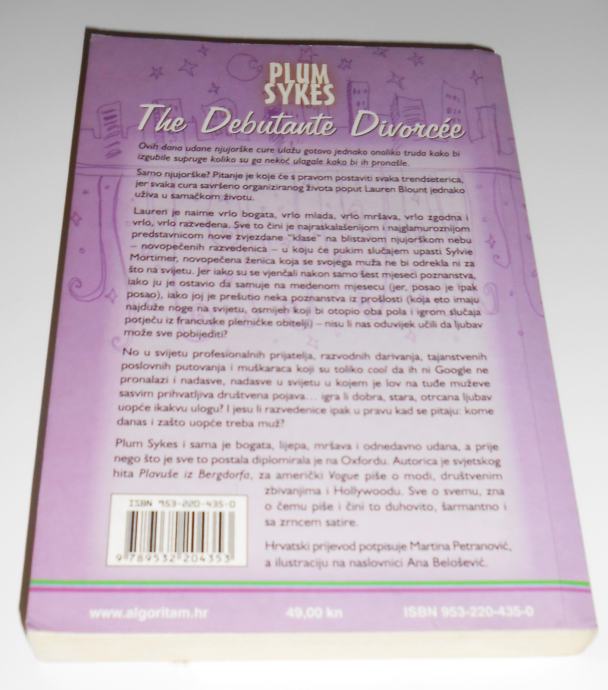 PLUM
SYKES
The Debutante Divorcée
Ovih dana udane njujorške cure ulažu gotovo jednako onoliko truda kako bi
izgubile supruge koliko su ga nekoć ulagale kako bi ih pronašle.
Samo njujorške? Pitanje je koje će s pravom postaviti svaka trendseterica,
jer svaka cura savršeno organiziranog života poput Lauren Blount jednako
uživa u samačkom životu.
Lauren je naime vrlo bogata, vrlo mlada, vrlo mršava, vrlo zgodna i
vrlo, vrlo razvedena. Sve to čini je najraskalašenijom i najglamuroznijom
predstavnicom nove zvjezdane "klase" na blistavom njujorškom nebu
– novopečenih razvedenica – u koju će pukim slučajem upasti Sylvie
Mortimer, novopečena ženica koja se svojega muža ne bi odrekla ni za
što na svijetu. Jer iako su se vjenčali nakon samo šest mjeseci poznanstva,
iako ju je ostavio da samuje na medenom mjesecu (jer, posao je ipak
posao), iako joj je prešutio neka poznanstva iz prošlosti (koja eto imaju
najduže noge na svijetu, osmijeh koji bi otopio oba pola i igrom slučaja
potječu iz francuske plemićke obitelji) – nisu li nas oduvijek učili da ljubav
može sve pobijediti?
No u svijetu profesionalnih prijatelja, razvodnih darivanja, tajanstvenih
poslovnih putovanja i muškaraca koji su toliko cool da ih ni Google ne
pronalazi i nadasve, nadasve u svijetu u kojem je lov na tuđe muževe
sasvim prihvatljiva društvena pojava... igra li dobra, stara, otrcana ljubav
uopće ikakvu ulogu? I jesu li razvedenice ipak u pravu kad se pitaju: kome
danas i zašto uopće treba muž?
Plum Sykes i sama je bogata, lijepa, mršava i odnedavno udana, a prije
nego što je sve to postala diplomirala je na Oxfordu. Autorica je svjetskog
hita Plavuše iz Bergdorfa, za američki Vogue piše o modi, društvenim
zbivanjima i Hollywoodu. Sve o svemu, zna
o čemu piše i čini to duhovito, šarmantno i
sa zrncem satire.
ISBN 953-220-435-0
9 789532 204353
Hrvatski prijevod potpisuje Martina Petranović,
a ilustraciju na naslovnici Ana Belošević.
www.algoritam.hr 49,00 kn ISBN 953-220-435-0